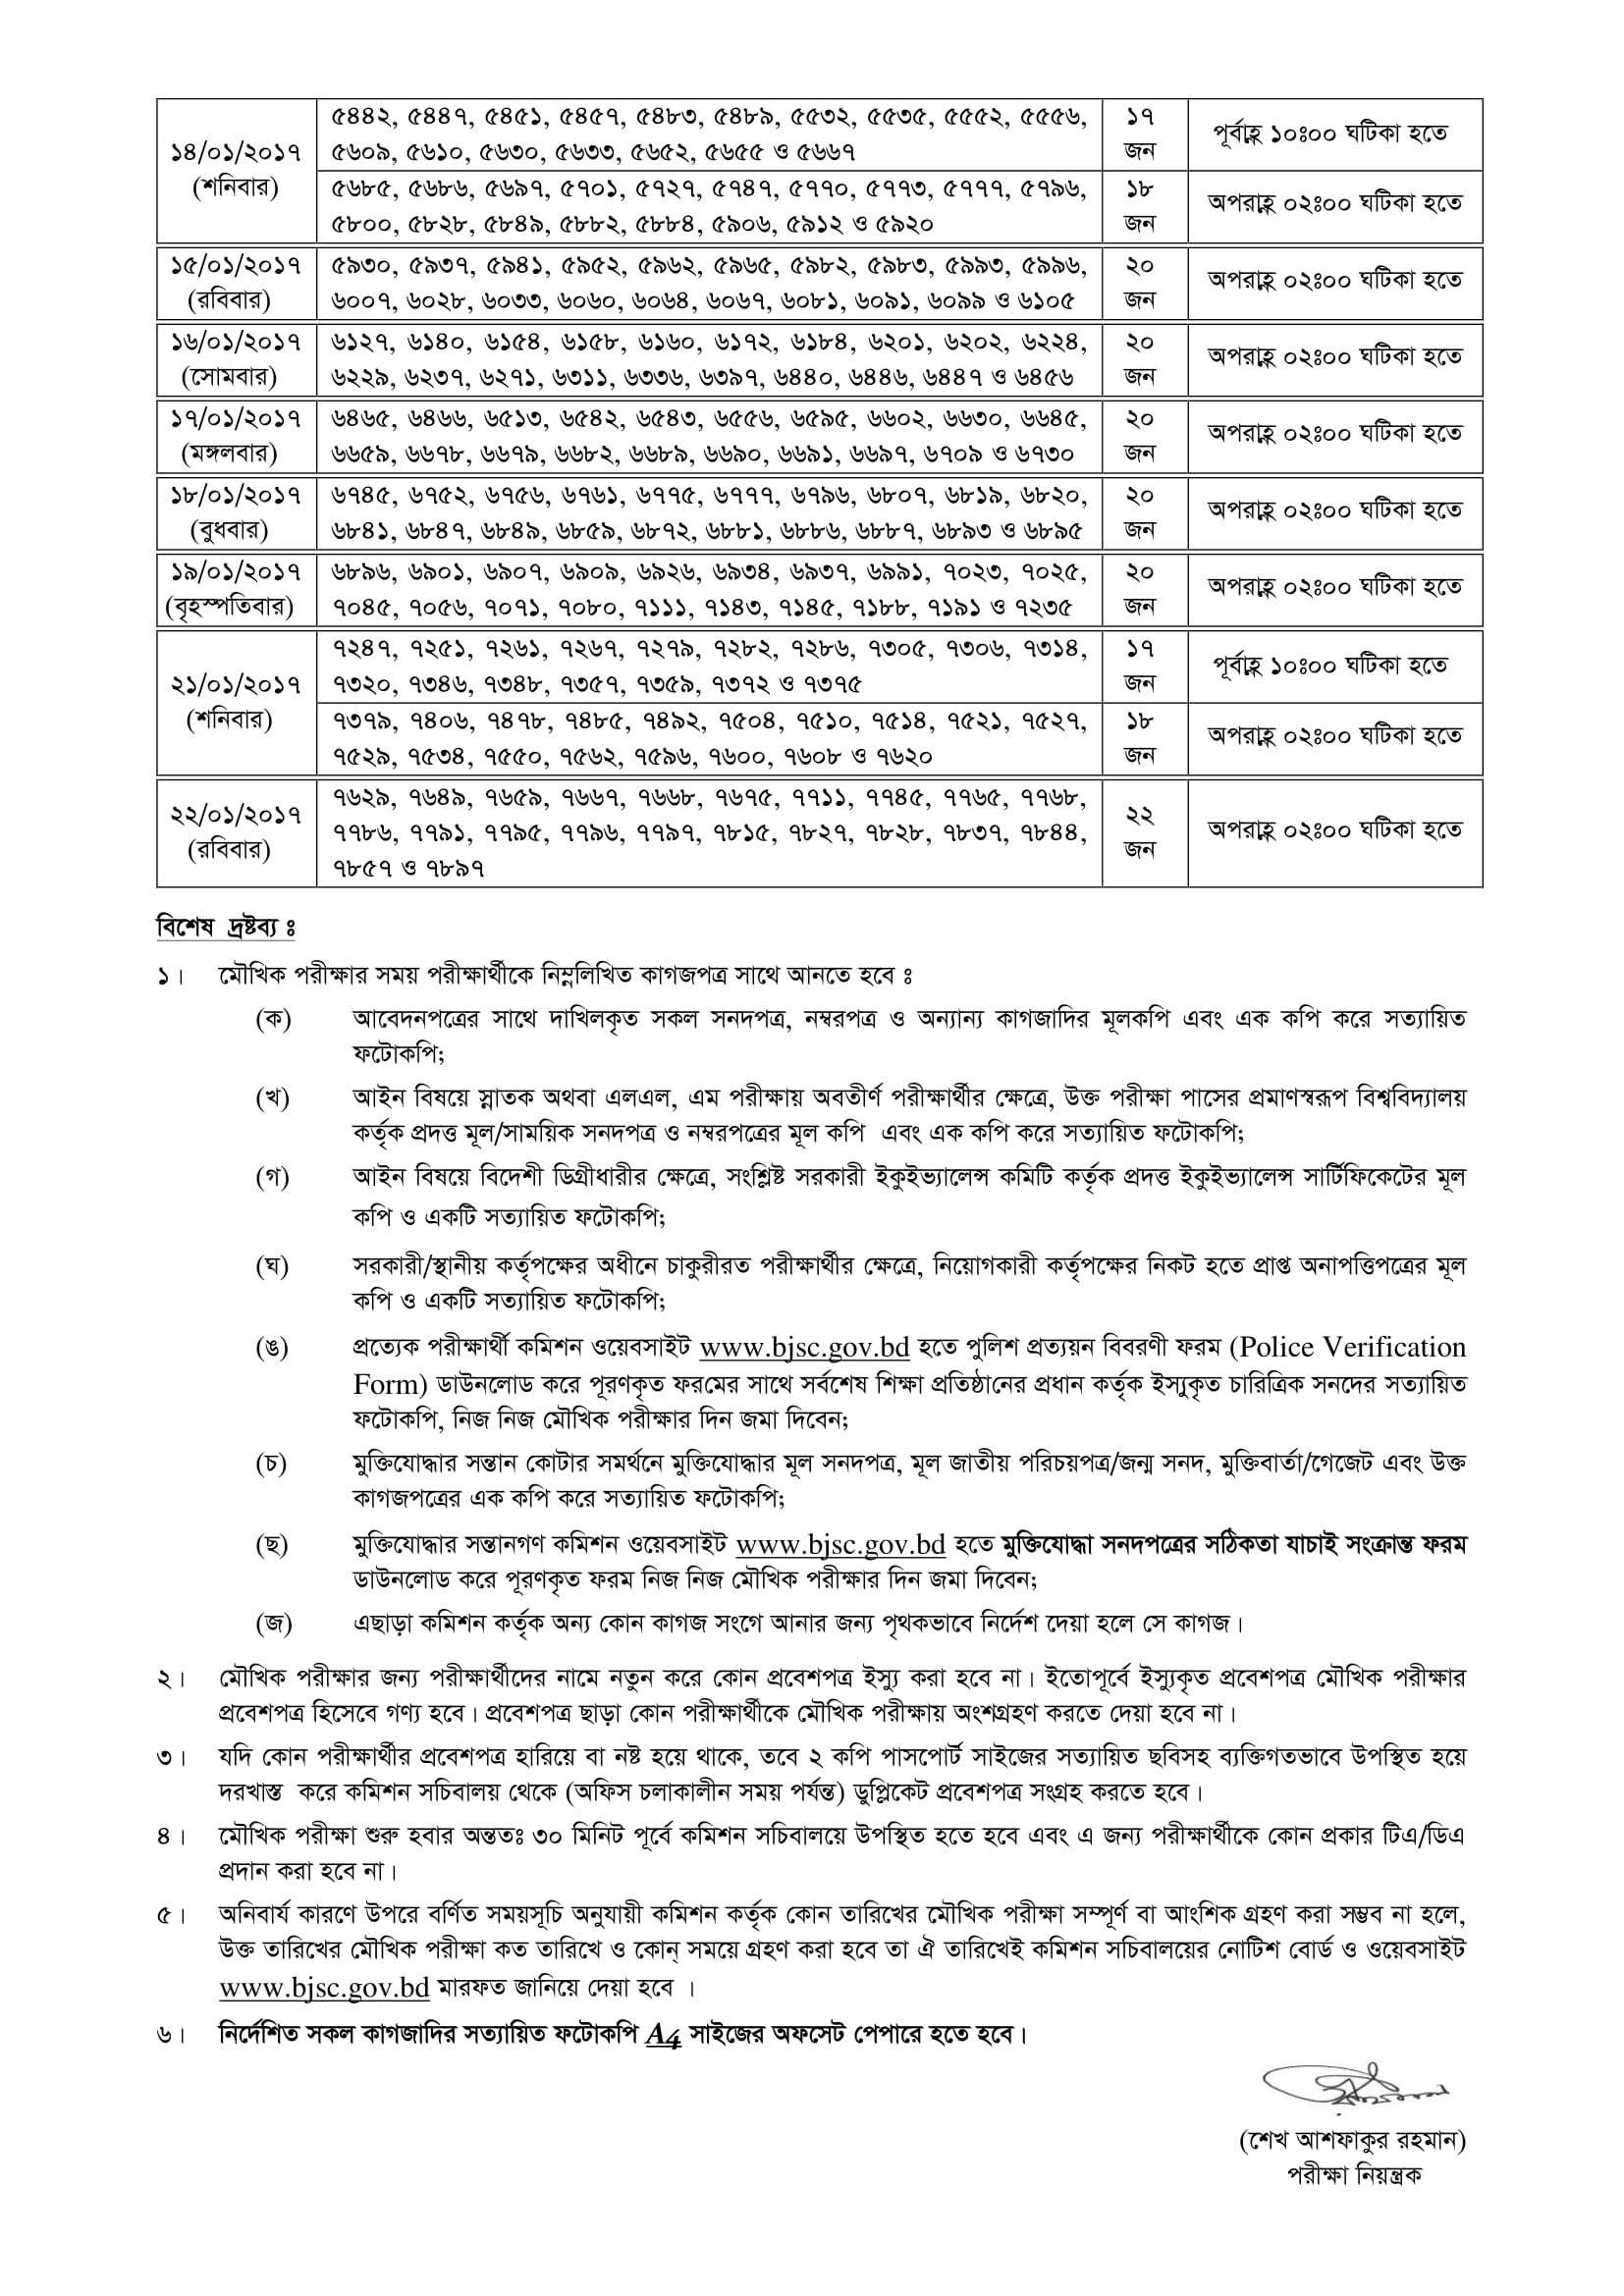 ৫৪৪২, ৫৪৪৭, ৫৪৫১, ৫৪৫৭, ৫৪৮৩, ৫৪৮৯, ৫৫৩২, ৫৫৩৫, ৫৫৫২, ৫৫৫৬,
৫৬০৯, ৫৬১০, ৫৬৩০, ৫৬৩৩, ৫৬৫২, ৫৬৫৫ ও ৫৬৬৭
১৭
জন
পূর্বাহ্ণ ১০ঃ০০ ঘটিকা হতে
১৪/০১/২০১৭
(শনিবার)
৫৬৮৫, ৫৬৮৬, ৫৬৯৭, ৫৭০১, ৫৭২৭, ৫৭৪৭, ৫৭৭০, ৫৭৭৩, ৫৭৭৭, ৫৭৯৬,
৫৮০০, ৫৮২৮, ৫৮৪৯, ৫৮৮২, ৫৮৮৪, ৫৯০৬, ৫৯১২ ও ৫৯২০
১৮
জন
অপরাহ্ণ ০২ঃ০০ ঘটিকা হতে
১৫/০১/২০১৭
(রবিবার)
৫৯৩০, ৫৯৩৭, ৫৯৪১, ৫৯৫২, ৫৯৬২, ৫৯৬৫, ৫৯৮২, ৫৯৮৩, ৫৯৯৩, ৫৯৯৬,
৬০০৭, ৬০২৮, ৬০৩৩, ৬০৬০, ৬০৬৪, ৬০৬৭, ৬০৮১, ৬০৯১, ৬০৯৯ ও ৬১০৫
২০
জন
অপরাহ্ণ ০২ঃ০০ ঘটিকা হতে
১৬/০১/২০১৭
(সোমবার)
৬১২৭, ৬১৪০, ৬১৫৪, ৬১৫৮, ৬১৬০, ৬১৭২, ৬১৮৪, ৬২০১, ৬২০২, ৬২২৪,
৬২২৯, ৬২৩৭, ৬২৭১, ৬৩১১, ৬৩৩৬, ৬৩৯৭, ৬৪৪০, ৬৪৪৬, ৬৪৪৭ ও ৬৪৫৬
২০
জন
অপরাহ্ণ ০২ঃ০০ ঘটিকা হতে
১৭/০১/২০১৭
(মঙ্গলবার)
৬৪৬৫, ৬৪৬৬, ৬৫১৩, ৬৫৪২, ৬৫৪৩, ৬৫৫৬, ৬৫৯৫, ৬৬০২, ৬৬৩০, ৬৬৪৫,
৬৬৫৯, ৬৬৭৮, ৬৬৭৯, ৬৬৮২, ৬৬৮৯, ৬৬৯০, ৬৬৯১, ৬৬৯৭, ৬৭০৯ ও ৬৭৩০
২০
জন
অপরাহ্ণ ০২ঃ০০ ঘটিকা হতে
১৮/০১/২০১৭
(বুধবার)
৬৭৪৫, ৬৭৫২, ৬৭৫৬, ৬৭৬১, ৬৭৭৫, ৬৭৭৭, ৬৭৯৬, ৬৮০৭, ৬৮১৯, ৬৮২০,
৬৮৪১, ৬৮৪৭, ৬৮৪৯, ৬৮৫৯, ৬৮৭২, ৬৮৮১, ৬৮৮৬, ৬৮৮৭, ৬৮৯৩ ও ৬৮৯৫
২০
জন
অপরাহ্ণ ০২ঃ০০ ঘটিকা হতে
১৯/০১/২০১৭
(বৃহস্পতিবার)
৬৮৯৬, ৬৯০১, ৬৯০৭, ৬৯০৯, ৬৯২৬, ৬৯৩৪, ৬৯৩৭, ৬৯৯১, ৭০২৩, ৭০২৫,
৭০৪৫, ৭০৫৬, ৭০৭১, ৭০৮০, ৭১১১, ৭১৪৩, ৭১৪৫, ৭১৮৮, ৭১৯১ ও ৭২৩৫
২০
জন
অপরাহ্ণ ০২ঃ০০ ঘটিকা হতে
২১/০১/২০১৭
(শনিবার)
৭২৪৭, ৭২৫১, ৭২৬১, ৭২৬৭, ৭২৭৯, ৭২৮২, ৭২৮৬, ৭৩০৫, ৭৩০৬, ৭৩১৪,
৭৩২০, ৭৩৪৬, ৭৩৪৮, ৭৩৫৭, ৭৩৫৯, ৭৩৭২ ও ৭৩৭৫
১৭
জন
পূর্বাহ্ণ ১০ঃ০০ ঘটিকা হতে
৭৩৭৯, ৭৪০৬, ৭৪৭৮, ৭৪৮৫, ৭৪৯২, ৭৫০৪, ৭৫১০, ৭৫১৪, ৭৫২১, ৭৫২৭,
৭৫২৯, ৭৫৩৪, ৭৫৫০, ৭৫৬২, ৭৫৯৬, ৭৬০০, ৭৬০৮ ও ৭৬২০
১৮
জন
অপরাহ্ণ ০২ঃ০০ ঘটিকা হতে
২২/০১/২০১৭
(রবিবার)
৭৬২৯, ৭৬৪৯, ৭৬৫৯, ৭৬৬৭, ৭৬৬৮, ৭৬৭৫, ৭৭১১, ৭৭৪৫, ৭৭৬৫, ৭৭৬৮,
৭৭৮৬, ৭৭৯১, ৭৭৯৫, ৭৭৯৬, ৭৭৯৭, ৭৮১৫, ৭৮২৭, ৭৮২৮, ৭৮৩৭, ৭৮৪৪,
৭৮৫৭ ও ৭৮৯৭
২২
জন
অপরাহ্ণ ০২ঃ০০ ঘটিকা হতে
বিশেষ দ্রষ্টব্য ঃ
১। মৌখিক পরীক্ষার সময় পরীক্ষার্থীকে নিম্নলিখিত কাগজপত্র সাথে আনতে হবে ঃ
(ক) আবেদনপত্রের সাথে দাখিলকৃত সকল সনদপত্র, নম্বরপত্র ও অন্যান্য কাগজাদির মূলকপি এবং এক কপি করে সত্যায়িত
ফটোকপি;
(খ) আইন বিষয়ে স্নাতক অথবা এলএল, এম পরীক্ষায় অবতীর্ণ পরীক্ষার্থীর ক্ষেত্রে, উক্ত পরীক্ষা পাসের প্রমাণস্বরূপ বিশ্ববিদ্যালয়
কর্তৃক প্রদত্ত মূল/সাময়িক সনদপত্র ও নম্বরপত্রের মূল কপি এবং এক কপি করে সত্যায়িত ফটোকপি;
(গ) আইন বিষয়ে বিদেশী ডিগ্রীধারীর ক্ষেত্রে, সংশ্লিষ্ট সরকারী ইকুইভ্যালেন্স কমিটি কর্তৃক প্রদত্ত ইকুইভ্যালেন্স সার্টিফিকেটের মূল
কপি ও একটি সত্যায়িত ফটোকপি;
(ঘ) সরকারী/স্থানীয় কর্তৃপক্ষের অধীনে চাকুরীরত পরীক্ষার্থীর ক্ষেত্রে, নিয়োগকারী কর্তৃপক্ষের নিকট হতে প্রাপ্ত অনাপত্তিপত্রের মূল
কপি ও একটি সত্যায়িত ফটোকপি;
(ঙ) প্রত্যেক পরীক্ষার্থী কমিশন ওয়েবসাইট www.bjsc.gov.bd হতে পুলিশ প্রত্যয়ন বিবরণী ফরম (Police Verification
Form) ডাউনলোড করে পূরণকৃত ফরমের সাথে সর্বশেষ শিক্ষা প্রতিষ্ঠানের প্রধান কর্তৃক ইস্যুকৃত চারিত্রিক সনদের সত্যায়িত
ফটোকপি, নিজ নিজ মৌখিক পরীক্ষার দিন জমা দিবেন;
(চ) মুক্তিযোদ্ধার সন্তান কোটার সমর্থনে মুক্তিযোদ্ধার মূল সনদপত্র, মূল জাতীয় পরিচয়পত্র/জন্ম সনদ, মুক্তিবার্তা/গেজেট এবং উক্ত
কাগজপত্রের এক কপি করে সত্যায়িত ফটোকপি;
(ছ) মুক্তিযোদ্ধার সন্তানগণ কমিশন ওয়েবসাইট www.bjsc.gov.bd হতে মুক্তিযোদ্ধা সনদপত্রের সঠিকতা যাচাই সংক্রান্ত ফরম
ডাউনলোড করে পূরণকৃত ফরম নিজ নিজ মৌখিক পরীক্ষার দিন জমা দিবেন;
(জ) এছাড়া কমিশন কর্তৃক অন্য কোন কাগজ সংগে আনার জন্য পৃথকভাবে নির্দেশ দেয়া হলে সে কাগজ।
২। মৌখিক পরীক্ষার জন্য পরীক্ষার্থীদের নামে নতুন করে কোন প্রবেশপত্র ইস্যু করা হবে না। ইতোপূর্বে ইস্যুকৃত প্রবেশপত্র মৌখিক পরীক্ষার
প্রবেশপত্র হিসেবে গণ্য হবে। প্রবেশপত্র ছাড়া কোন পরীক্ষার্থীকে মৌখিক পরীক্ষায় অংশগ্রহণ করতে দেয়া হবে না।
৩। যদি কোন পরীক্ষার্থীর প্রবেশপত্র হারিয়ে বা নষ্ট হয়ে থাকে, তবে ২ কপি পাসপোর্ট সাইজের সত্যায়িত ছবিসহ ব্যক্তিগতভাবে উপস্থিত হয়ে
দরখাস্ত করে কমিশন সচিবালয় থেকে (অফিস চলাকালীন সময় পর্যন্ত) ডুপ্লিকেট প্রবেশপত্র সংগ্রহ করতে হবে।
৪। মৌখিক পরীক্ষা শুরু হবার অন্ততঃ ৩০ মিনিট পূর্বে কমিশন সচিবালয়ে উপস্থিত হতে হবে এবং এ জন্য পরীক্ষার্থীকে কোন প্রকার টিএ/ডিএ
প্রদান করা হবে না।
৫। অনিবার্য কারণে উপরে বর্ণিত সময়সূচি অনুযায়ী কমিশন কর্তৃক কোন তারিখের মৌখিক পরীক্ষা সম্পূর্ণ বা আংশিক গ্রহণ করা সম্ভব না হলে,
উক্ত তারিখের মৌখিক পরীক্ষা কত তারিখে ও কোন্ সময়ে গ্রহণ করা হবে তা ঐ তারিখেই কমিশন সচিবালয়ের নোটিশ বোর্ড ও ওয়েবসাইট
www.bjsc.gov.bd মারফত জানিয়ে দেয়া হবে ।
৬। নির্দেশিত সকল কাগজাদির সত্যায়িত ফটোকপি A4 সাইজের অফসেট পেপারে হতে হবে।
(শেখ আশফাকুর রহমান)
পরীক্ষা নিয়ন্ত্রক